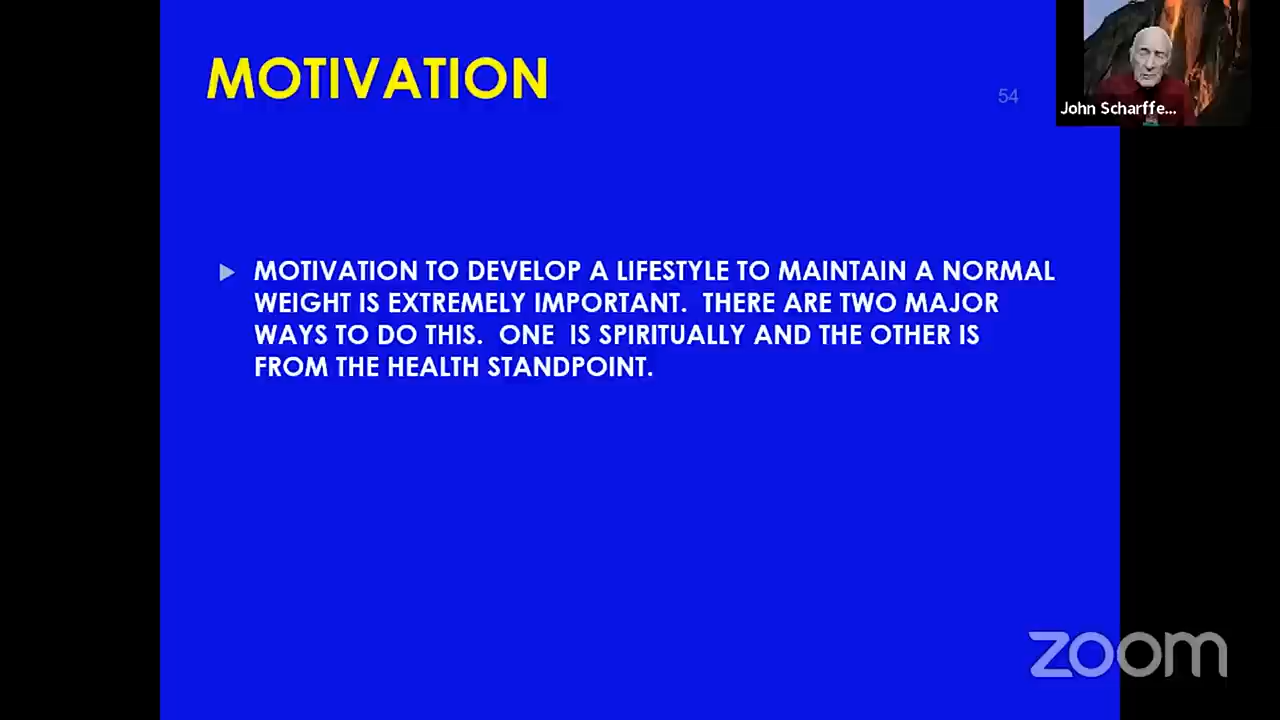 MOTIVATION
54
John Scharffe...
MOTIVATION TO DEVELOP A LIFESTYLE TO MAINTAIN A NORMAL
WEIGHT IS EXTREMELY IMPORTANT.  THERE ARE TWO MAJOR
WAYS TO DO THIS.  ONE  IS SPIRITUALLY AND THE OTHER IS
FROM THE HEALTH STANDPOINT.
zoom